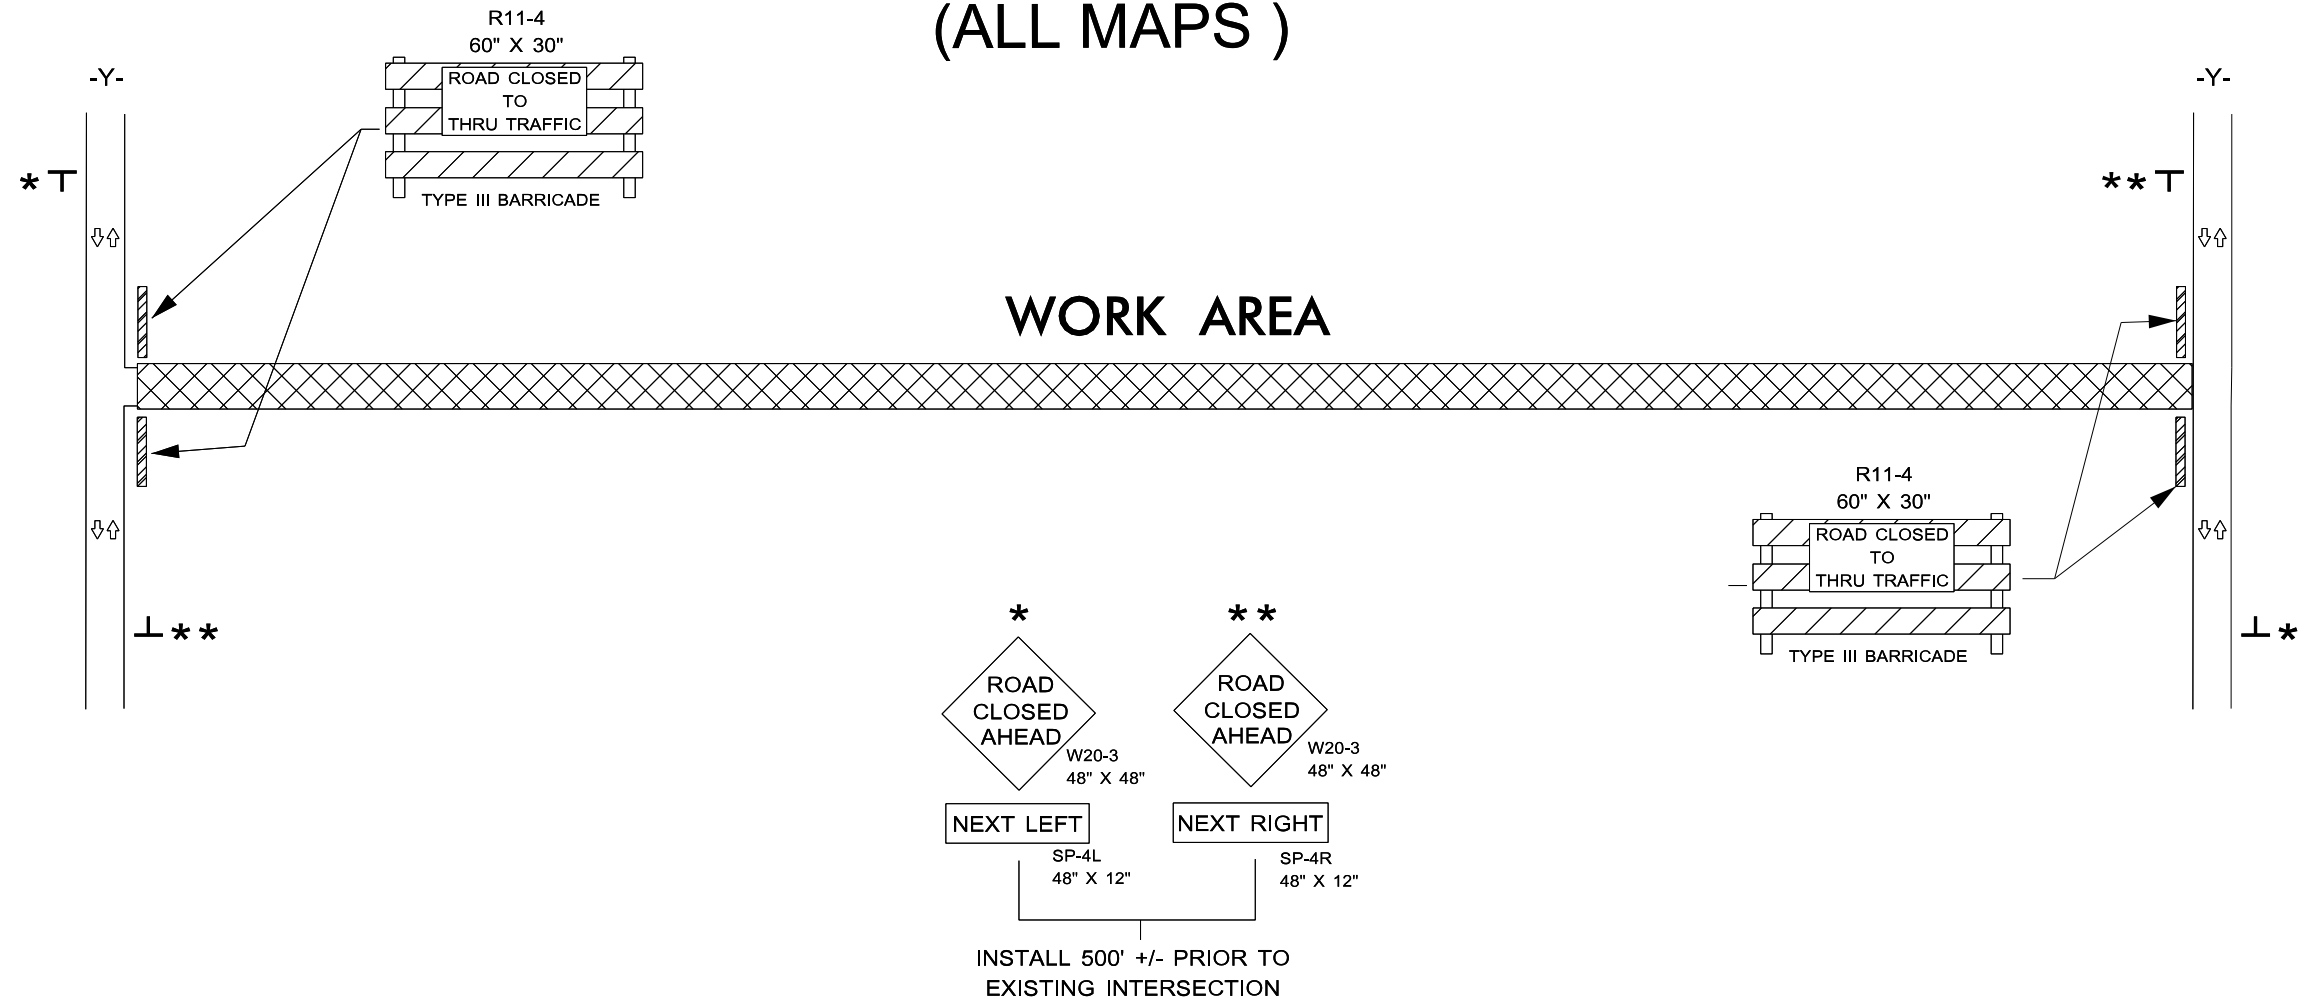 (ALL MAPS )
R11-4
60" X 30"
ROAD CLOSED
TO
THRU TRAFFIC
TYPE III BARRICADE
-Y-
-Y-
*
**
WORK AREA
R11-4
60" X 30"
ROAD CLOSED
TO
THRU TRAFFIC
TYPE III BARRICADE
**
*
*
ROAD
CLOSED
AHEAD
W20-3
48" X 48"
NEXT LEFT
SP-4L
48" X 12"
**
ROAD
CLOSED
AHEAD
W20-3
48" X 48"
NEXT RIGHT
SP-4R
48" X 12"
INSTALL 500' +/- PRIOR TO
EXISTING INTERSECTION